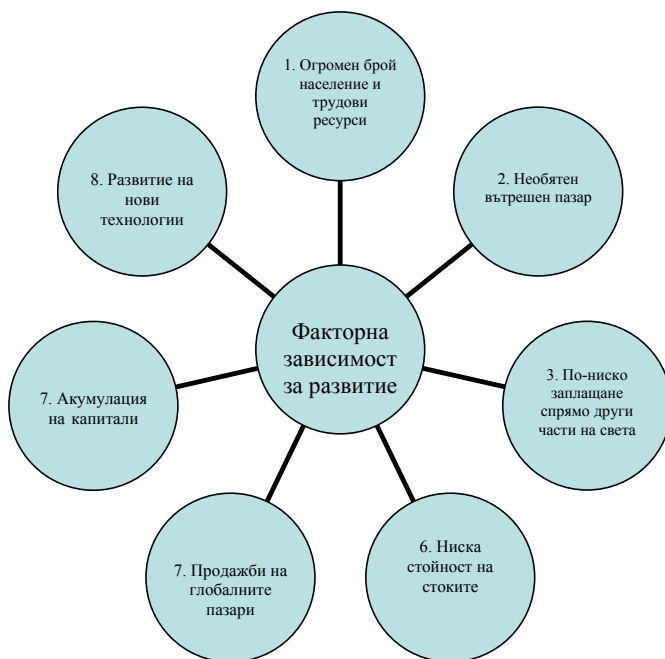 1. Огромен брой
население и
трудови
ресурси
2. Необятен
вътрешен пазар
3. По-ниско
заплащане
спрямо други
части на света
6. Ниска
стойност на
стоките
7. Продажби на
глобалните
пазари
7. Акумулация
на капитали
8. Развитие на
нови
технологии
Факторна
зависимост
за развитие